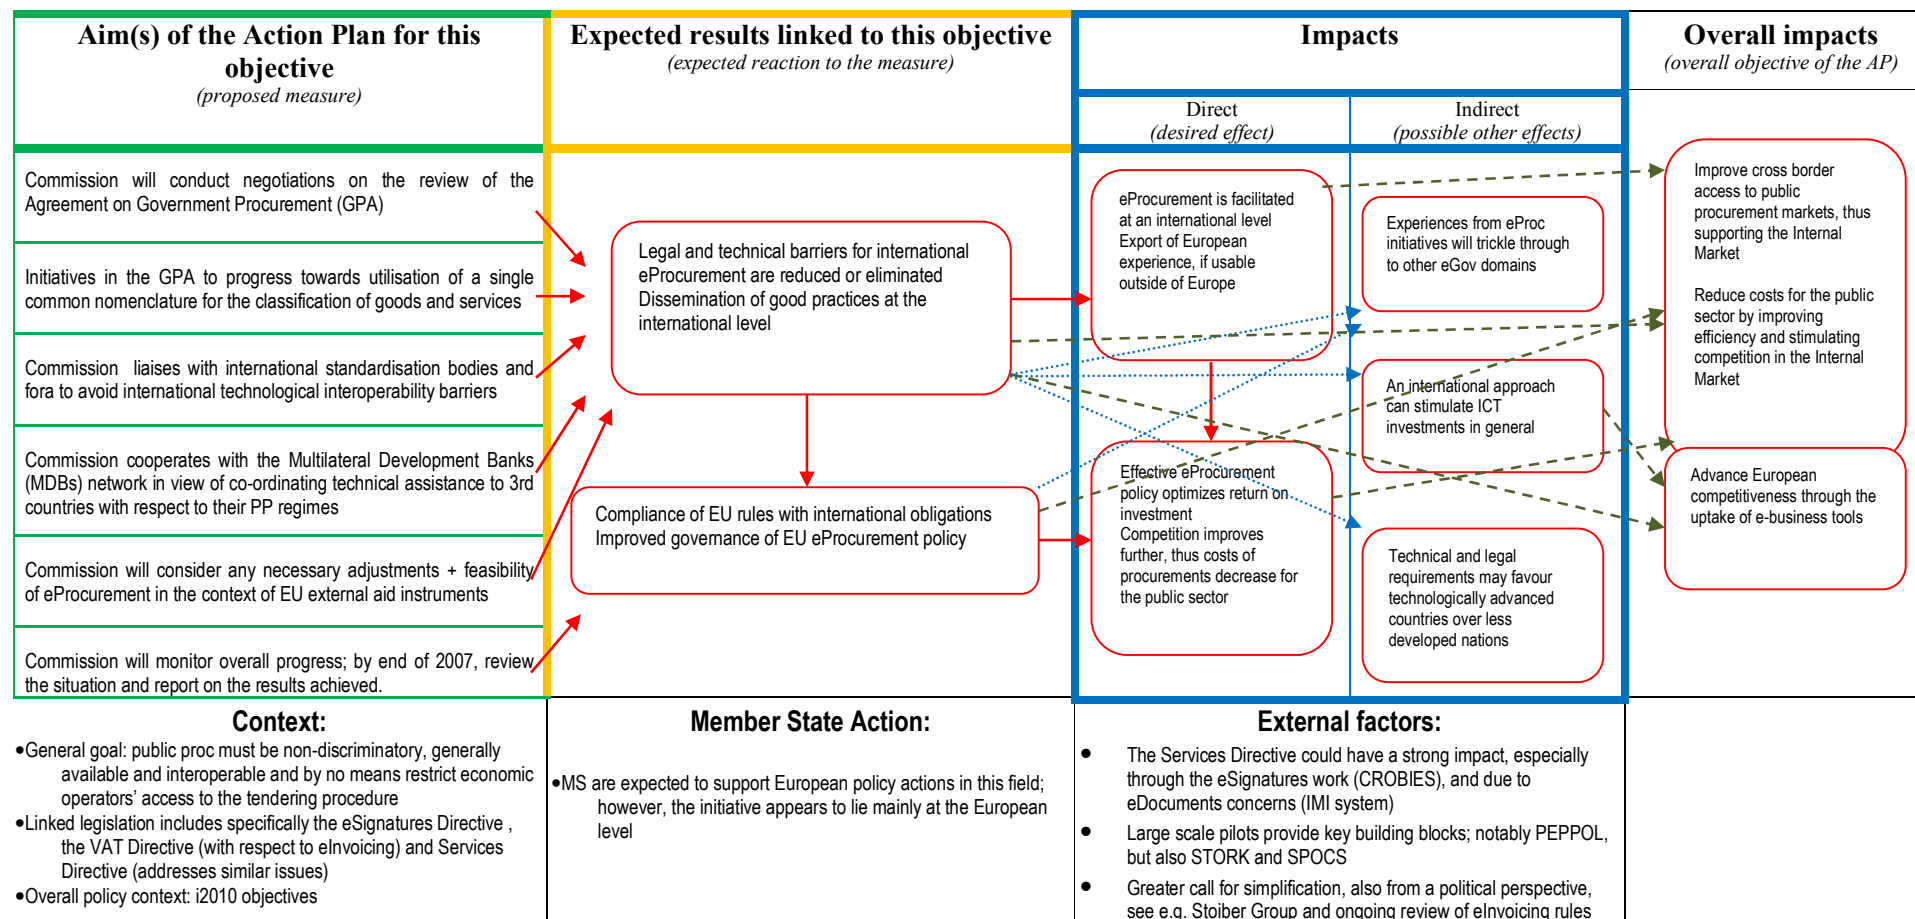 Aim(s) of the Action Plan for this
objective
(proposed measure)
Expected results linked to this objective
(expected reaction to the measure)
Impacts
Overall impacts
(overall objective of the AP)
Direct
(desired effect)
Indirect
(possible other effects)
Commission will conduct negotiations on the review of the
Agreement on Government Procurement (GPA)
Initiatives in the GPA to progress towards utilisation of a single
common nomenclature for the classification of goods and services
Commission liaises with international standardisation bodies and
fora to avoid international technological interoperability barriers
Commission cooperates with the Multilateral Development Banks
(MDBs) network in view of co-ordinating technical assistance to 3rd
countries with respect to their PP regimes
Commission will consider any necessary adjustments + feasibility
of eProcurement in the context of EU external aid instruments
Commission will monitor overall progress; by end of 2007, review
the situation and report on the results achieved.
Legal and technical barriers for international
eProcurement are reduced or eliminated
Dissemination of good practices at the
international level
Compliance of EU rules with international obligations
Improved governance of EU eProcurement policy
eProcurement is facilitated
at an international level
Export of European
experience, if usable
outside of Europe
Effective eProcurement
policy optimizes return on
investment
Competition improves
further, thus costs of
procurements decrease for
the public sector
Experiences from eProc
initiatives will trickle through
to other eGov domains
An international approach
can stimulate ICT
investments in general
Technical and legal
requirements may favour
technologically advanced
countries over less
developed nations
Improve cross border
access to public
procurement markets, thus
supporting the Internal
Market
Reduce costs for the public
sector by improving
efficiency and stimulating
competition in the Internal
Market
Advance European
competitiveness through the
uptake of e-business tools
Context:
•General goal: public proc must be non-discriminatory, generally
available and interoperable and by no means restrict economic
operators' access to the tendering procedure
•Linked legislation includes specifically the eSignatures Directive ,
the VAT Directive (with respect to eInvoicing) and Services
Directive (addresses similar issues)
•Overall policy context: i2010 objectives
Member State Action:
•MS are expected to support European policy actions in this field;
however, the initiative appears to lie mainly at the European
level
External factors:
• The Services Directive could have a strong impact, especially
through the eSignatures work (CROBIES), and due to
eDocuments concerns (IMI system)
• Large scale pilots provide key building blocks; notably PEPPOL,
but also STORK and SPOCS
• Greater call for simplification, also from a political perspective,
see e.g. Stoiber Group and ongoing review of eInvoicing rules